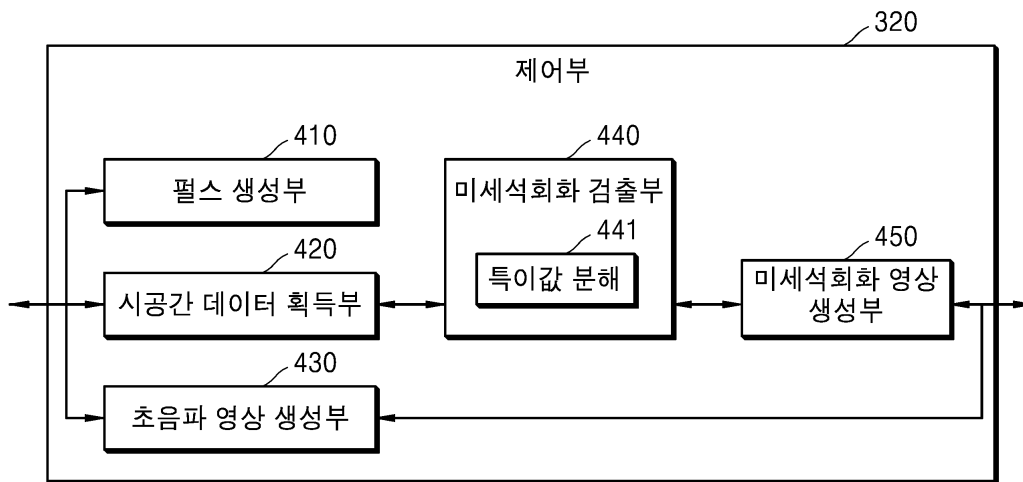 320
제어부
410
펄스 생성부
440
미세석회화 검출부
441
특이값 분해
420
시공간 데이터 획득부
450
미세석회화 영상
생성부
430
초음파 영상 생성부